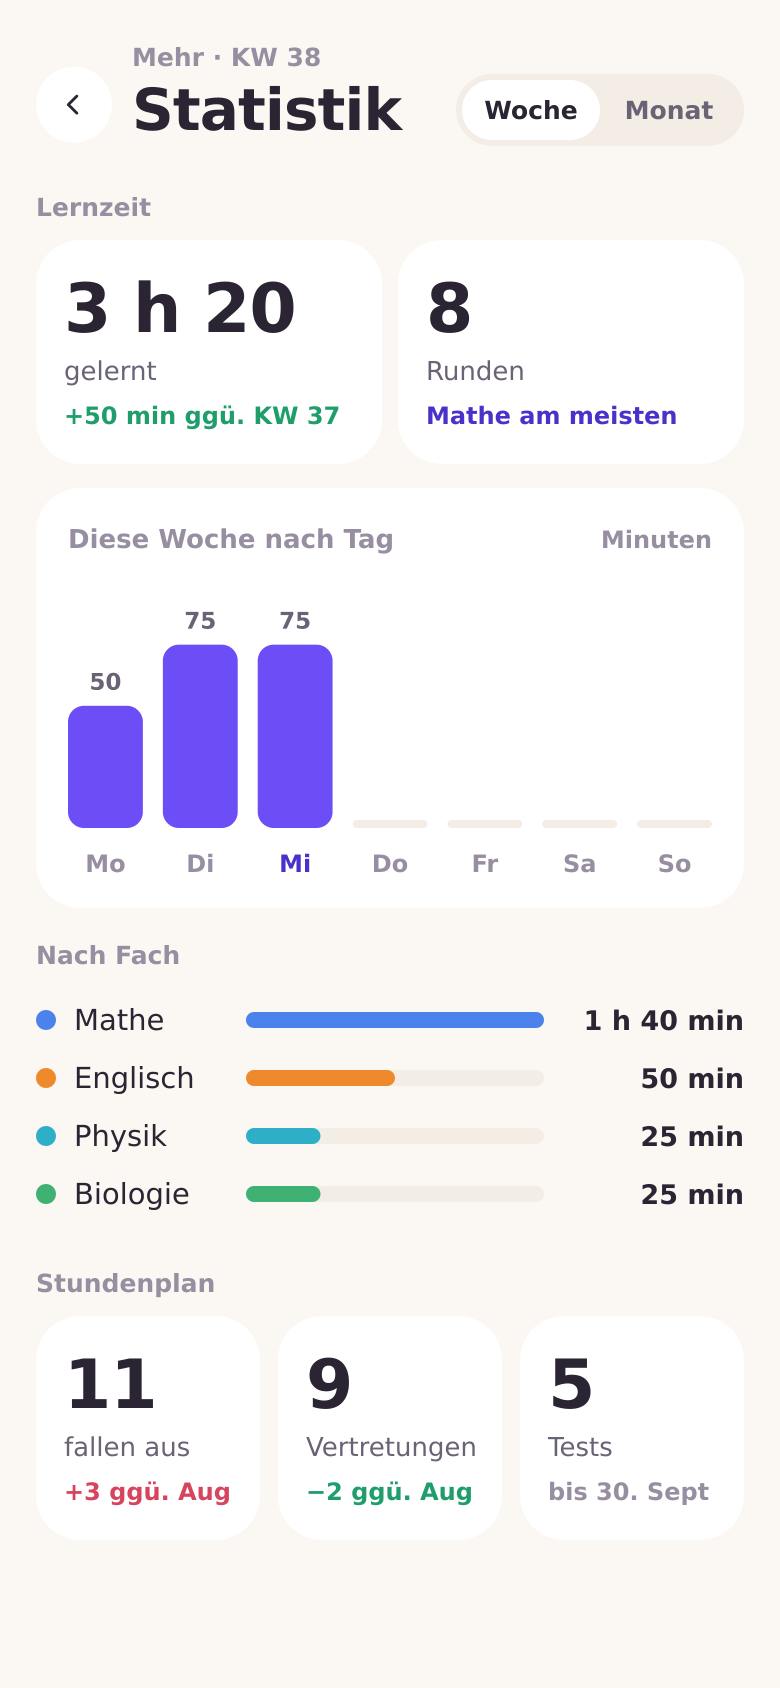 Mehr · KW 38
Statistik
Woche Monat
Lernzeit
3 h 20
gelernt
+50 min ggü. KW 37
8
Runden
Mathe am meisten
Diese Woche nach Tag Minuten
50 75 75
Mo Di Mi Do Fr Sa So
Nach Fach
Mathe 1 h 40 min
Englisch 50 min
Physik 25 min
Biologie 25 min
Stundenplan
11
fallen aus
+3 ggü. Aug
9
Vertretungen
−2 ggü. Aug
5
Tests
bis 30. Sept